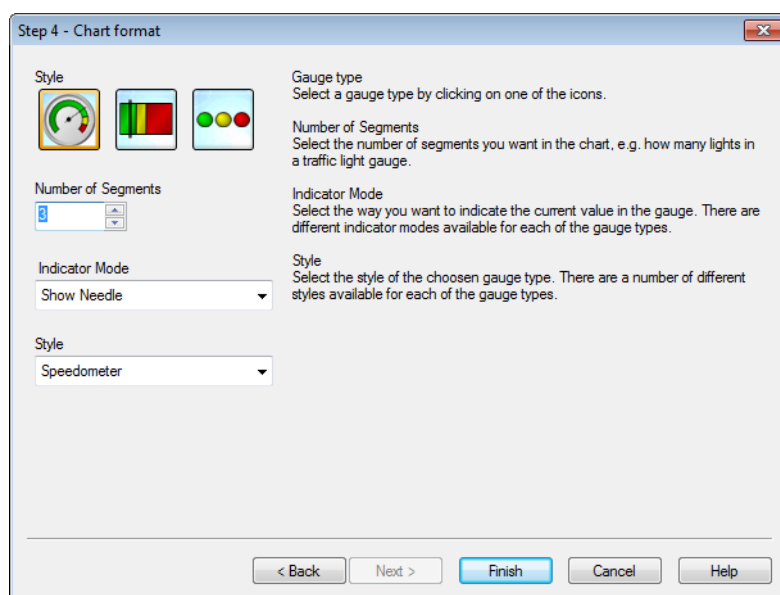 Step 4 - Chart format
Style
Number of Segments
3
Indicator Mode
Show Needle
Style
Speedometer
Gauge type
Select a gauge type by clicking on one of the icons.
Number of Segments
Select the number of segments you want in the chart, e.g. how many lights in
a traffic light gauge.
Indicator Mode
Select the way you want to indicate the current value in the gauge. There are
different indicator modes available for each of the gauge types.
Style
Select the style of the choosen gauge type. There are a number of different
styles available for each of the gauge types.
< Back
Next >
Finish
Cancel
Help